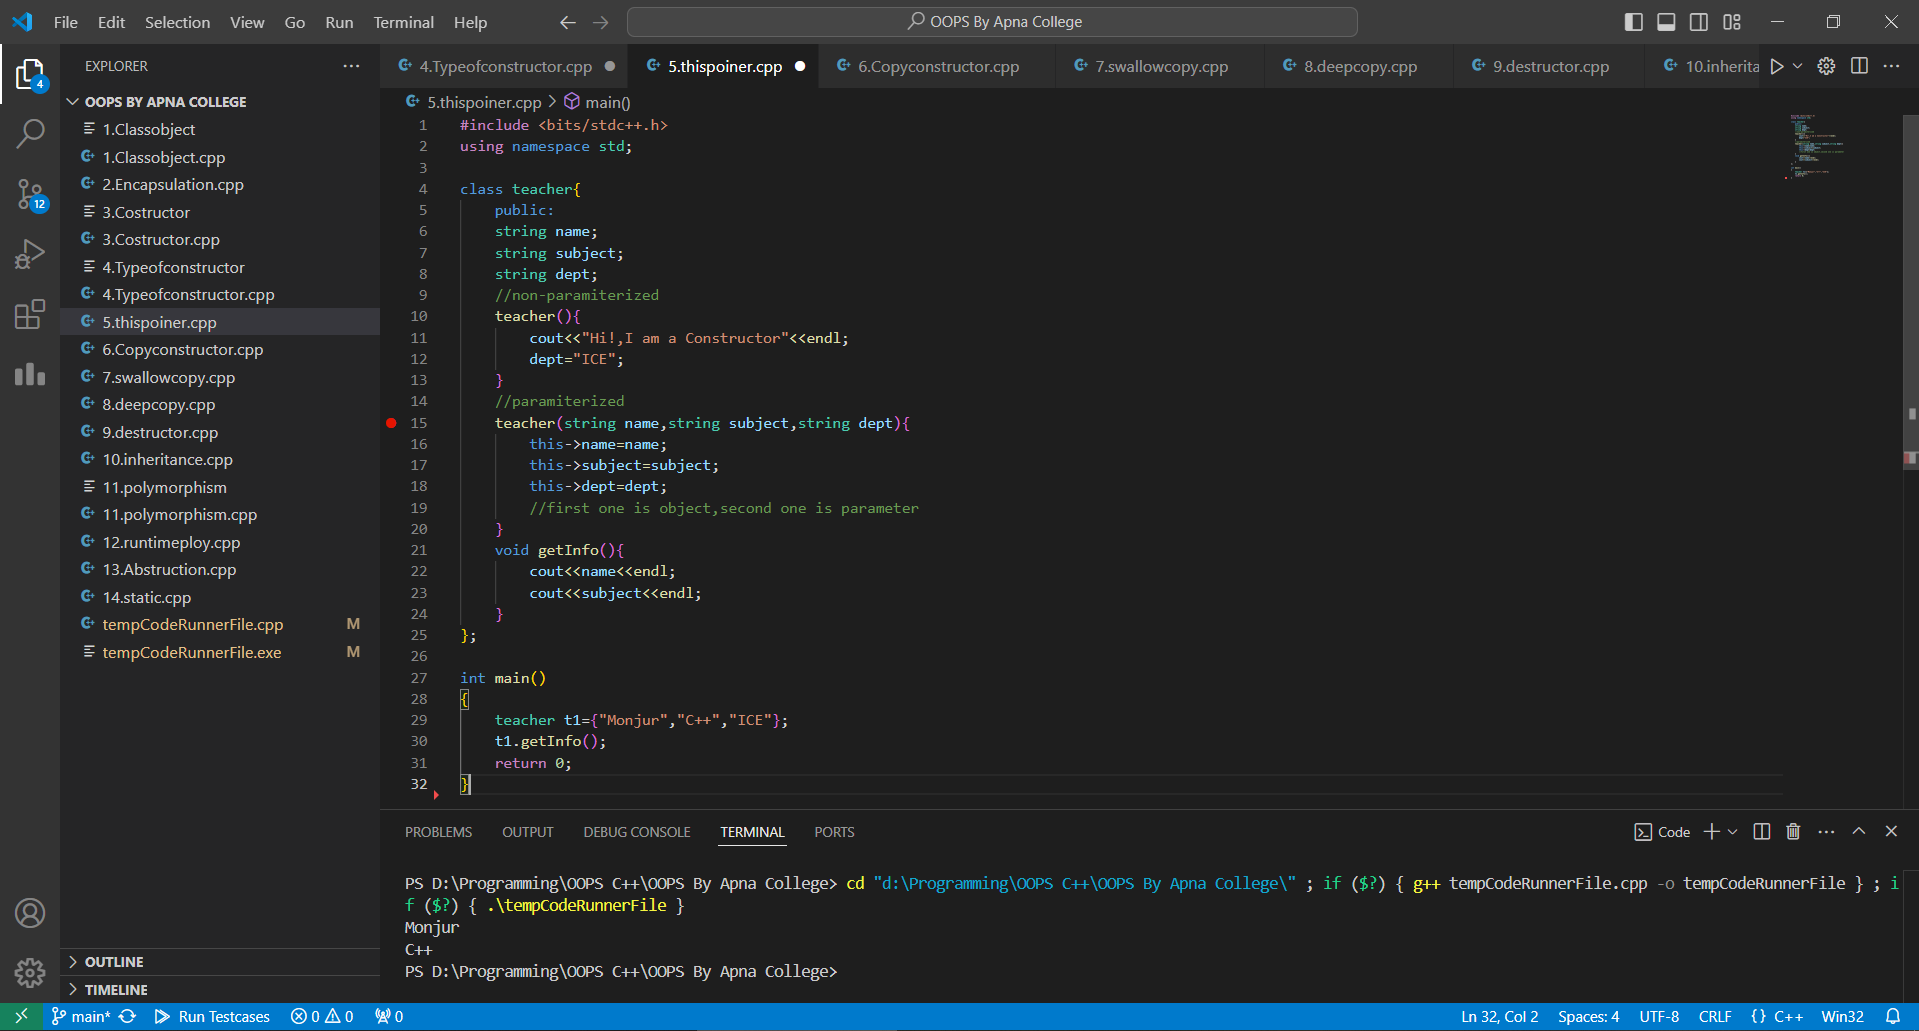 File Edit Selection View Go Run Terminal Help OOPS By Apna College
EXPLORER
OOPS BY APNA COLLEGE
1.Classobject
1.Classobject.cpp
2.Encapsulation.cpp
3.Costructor
3.Costructor.cpp
4.Typeofconstructor
4.Typeofconstructor.cpp
5.thispoiner.cpp
6.Copyconstructor.cpp
7.swallowcopy.cpp
8.deepcopy.cpp
9.destructor.cpp
10.inheritance.cpp
11.polymorphism
11.polymorphism.cpp
12.runtimeploy.cpp
13.Abstruction.cpp
14.static.cpp
tempCodeRunnerFile.cpp M
tempCodeRunnerFile.exe M
OUTLINE
TIMELINE
4
12
4.Typeofconstructor.cpp 5.thispoiner.cpp 6.Copyconstructor.cpp 7.swallowcopy.cpp 8.deepcopy.cpp 9.destructor.cpp 10.inherita
5.thispoiner.cpp > main()
1 #include <bits/stdc++.h>
2 using namespace std;
3
4 class teacher{
5 public:
6 string name;
7 string subject;
8 string dept;
9 //non-paramiterized
10 teacher(){
11 cout<<"Hi!,I am a Constructor"<<endl;
12 dept="ICE";
13 }
14 //paramiterized
15 teacher(string name,string subject,string dept){
16 this->name=name;
17 this->subject=subject;
18 this->dept=dept;
19 //first one is object,second one is parameter
20 }
21 void getInfo(){
22 cout<<name<<endl;
23 cout<<subject<<endl;
24 }
25 };
26
27 int main()
28 {
29 teacher t1={"Monjur","C++","ICE"};
30 t1.getInfo();
31 return 0;
32 }
PROBLEMS OUTPUT DEBUG CONSOLE TERMINAL PORTS Code
PS D:\Programming\OOPS C++\OOPS By Apna College> cd "d:\Programming\OOPS C++\OOPS By Apna College\" ; if ($?) { g++ tempCodeRunnerFile.cpp -o tempCodeRunnerFile } ; i
f ($?) { .\tempCodeRunnerFile }
Monjur
C++
PS D:\Programming\OOPS C++\OOPS By Apna College>
main* Run Testcases 0 0 0 Ln 32, Col 2 Spaces: 4 UTF-8 CRLF {} C++ Win32